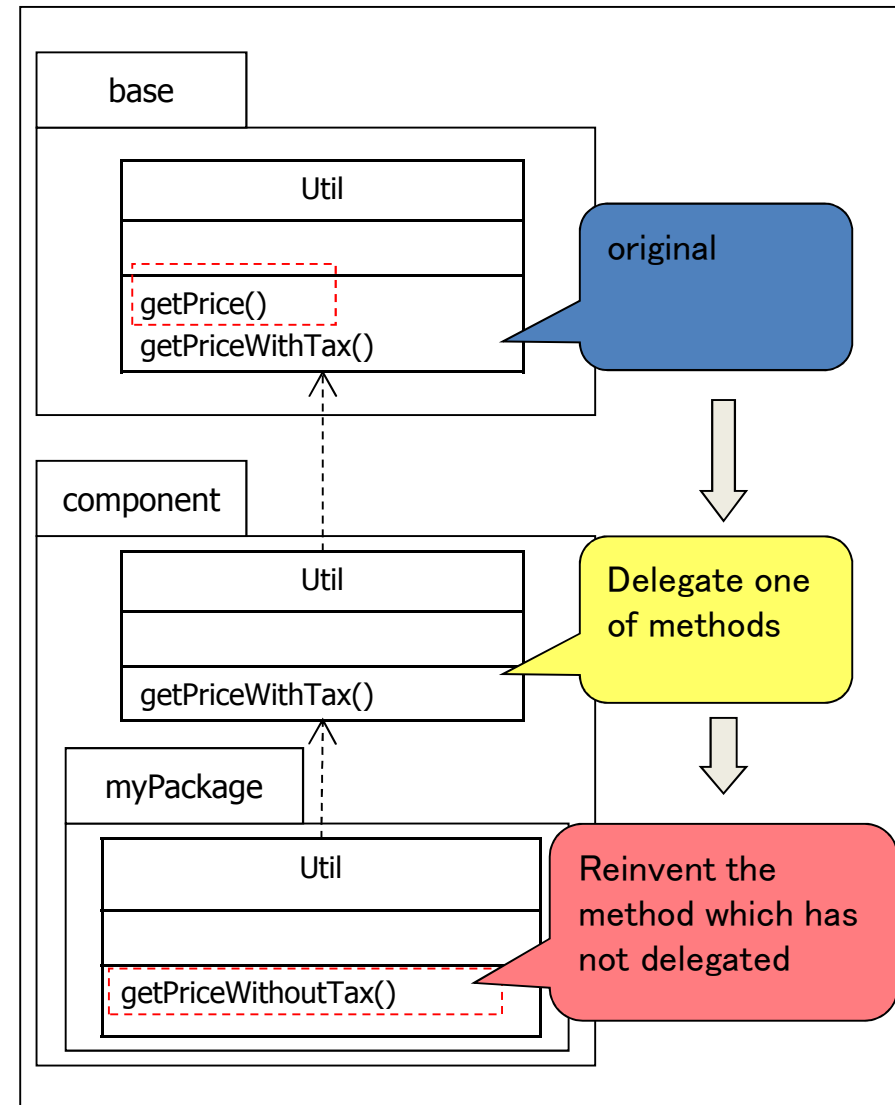 base
Util
original
getPrice()
getPriceWithTax()
component
Util
Delegate one
of methods
getPriceWithTax()
myPackage
Util
Reinvent the
method which has
not delegated
getPriceWithoutTax()